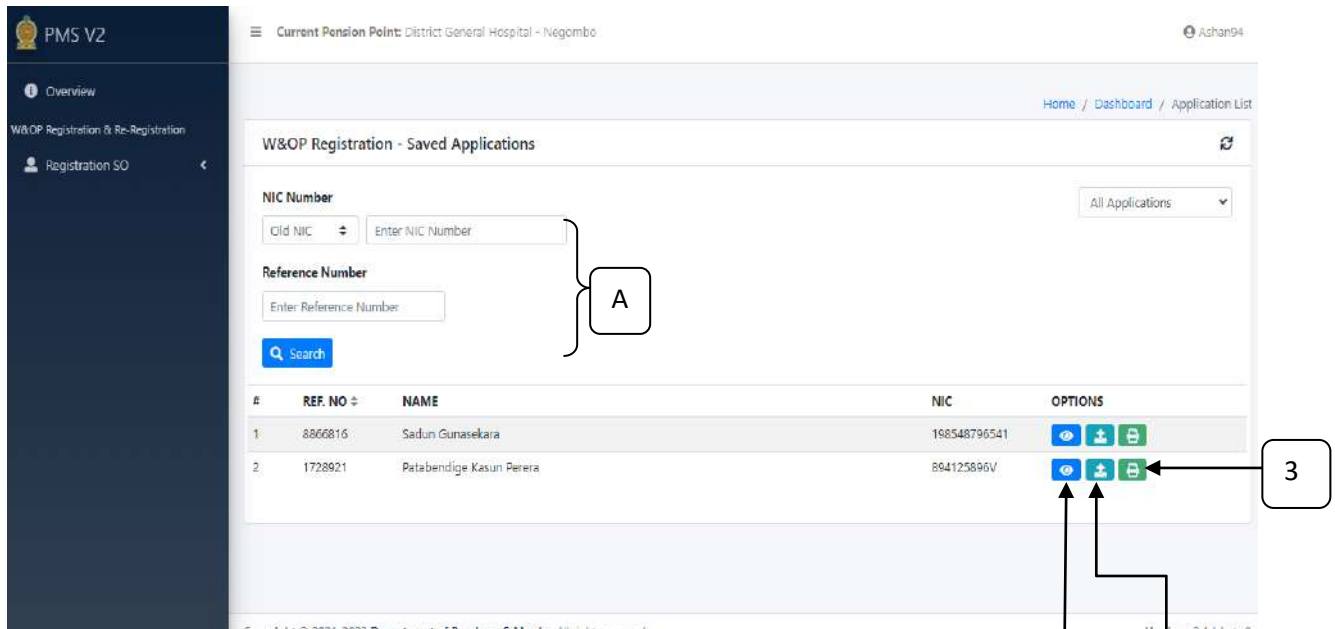 PMS V2
Current Pension Point: District General Hospital - Negombo
Ashan94
Overview
W&OP Registration & Re-Registration
Registration SO
Home / Dashboard / Application List
W&OP Registration - Saved Applications
NIC Number
All Applications
Old NIC
Enter NIC Number
Reference Number
A
Enter Reference Number
Search
# REF. NO NAME NIC OPTIONS
1 8866816 Sadun Gunasekara 198548796541
2 1728921 Patabendige Kasun Perera 894125896V
3